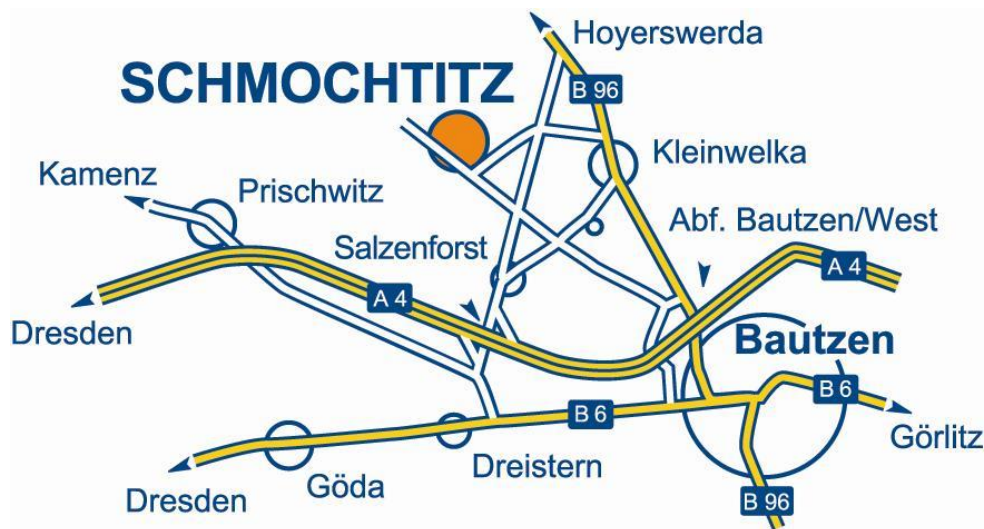 Hoyerswerda
SCHMOCHTITZ
B 96
Kleinwelka
Kamenz
Prischwitz
Abf. Bautzen/West
Salzenforst
A 4
A 4
Dresden
Bautzen
B 6
B 6
Görlitz
Dreistern
Göda
Dresden
B 96